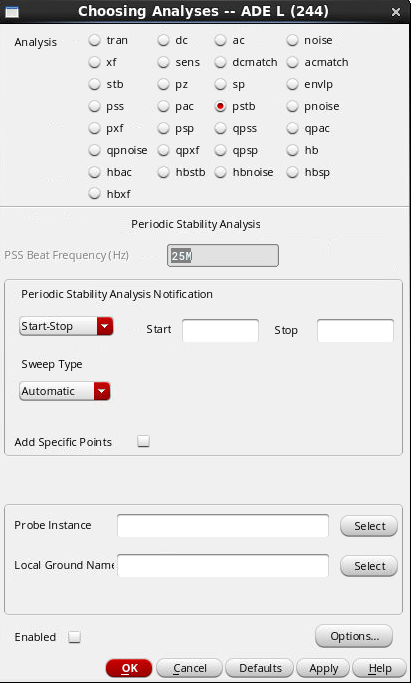 Choosing Analyses -- ADE L (244)
Analysis tran dc ac noise
xf sens dcmatch acmatch
stb pz sp envlp
pss pac pstb pnoise
pxf psp qpss qpac
qpnoise qpxf qpsp hb
hbac hbstb hbnoise hbsp
hbxf
Periodic Stability Analysis
PSS Beat Frequency (Hz) 25M
Periodic Stability Analysis Notification
Start-Stop Start Stop
Sweep Type
Automatic
Add Specific Points
Probe Instance Select
Local Ground Name Select
Enabled Options...
OK Cancel Defaults Apply Help